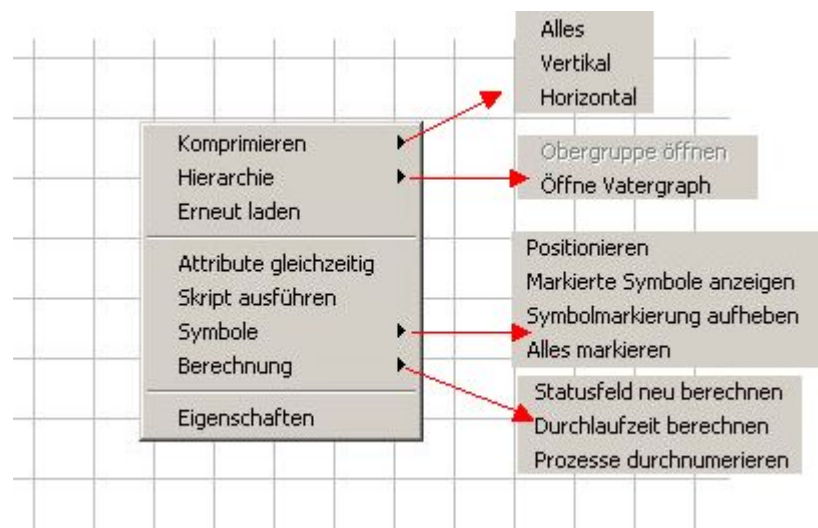 Alles
Vertikal
Horizontal
Komprimieren
Hierarchie
Erneut laden
Obergruppe öffnen
Öffne Vatergraph
Attribute gleichzeitig
Skript ausführen
Symbole
Berechnung
Eigenschaften
Positionieren
Markierte Symbole anzeigen
Symbolmarkierung aufheben
Alles markieren
Statusfeld neu berechnen
Durchlaufzeit berechnen
Prozesse durchnumerieren